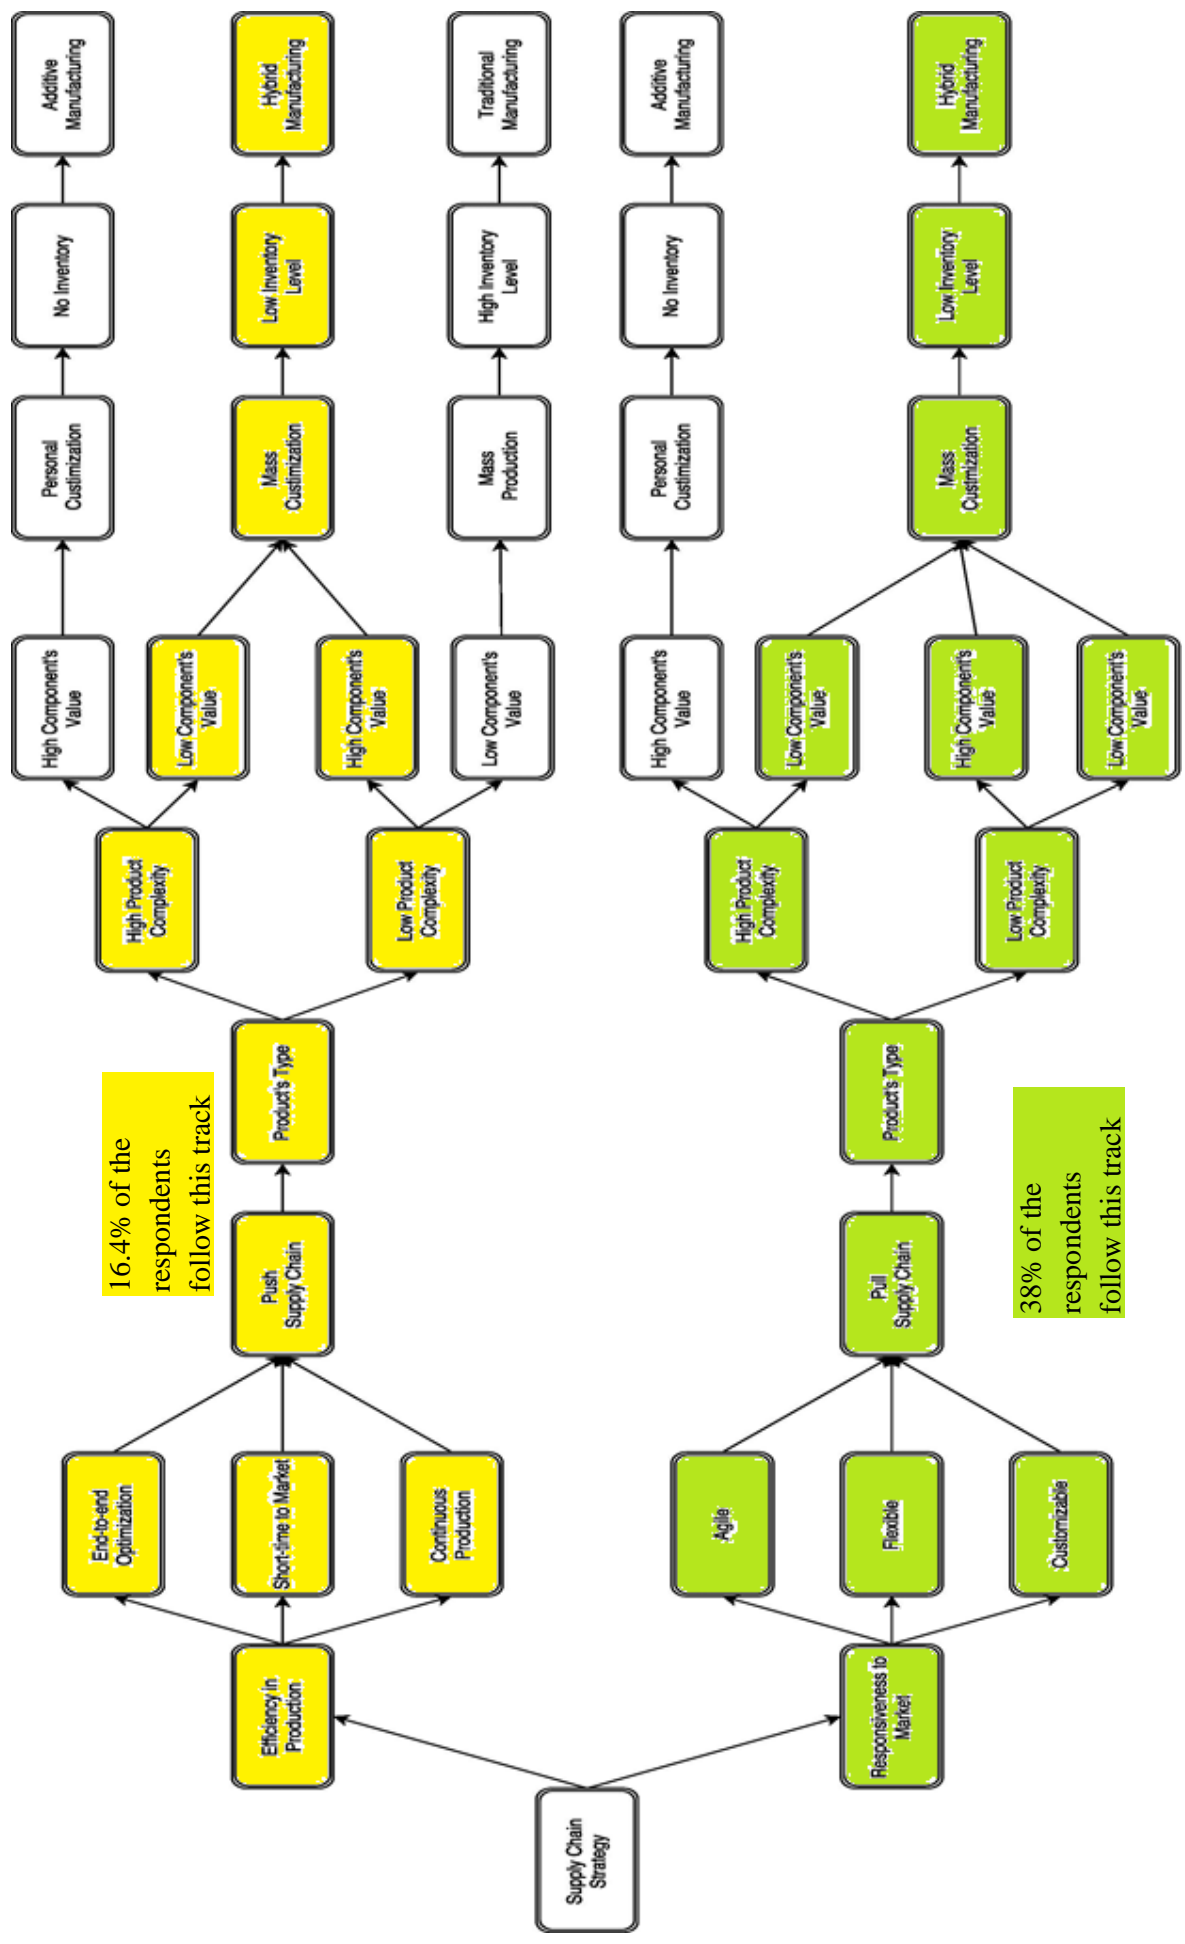 Supply Chain
Strategy
Efficiency in
Production
Responsiveness to
Market
End-to-end
Optimization
Short-time to Market
Continuous
Production
Agile
Flexible
Customizable
Push
Supply Chain
Pull
Supply Chain
16.4% of the
respondents
follow this track
38% of the
respondents
follow this track
Product's Type
Product's Type
High Product
Complexity
Low Product
Complexity
High Product
Complexity
Low Product
Complexity
High Component's
Value
Low Component's
Value
High Component's
Value
Low Component's
Value
High Component's
Value
Low Component's
Value
High Component's
Value
Low Component's
Value
Personal
Custimization
Mass
Custimization
Mass
Production
Personal
Custimization
Mass
Custimization
No Inventory
Low Inventory
Level
High Inventory
Level
No Inventory
Low Inventory
Level
Additive
Manufacturing
Hybrid
Manufacturing
Traditional
Manufacturing
Additive
Manufacturing
Hybrid
Manufacturing